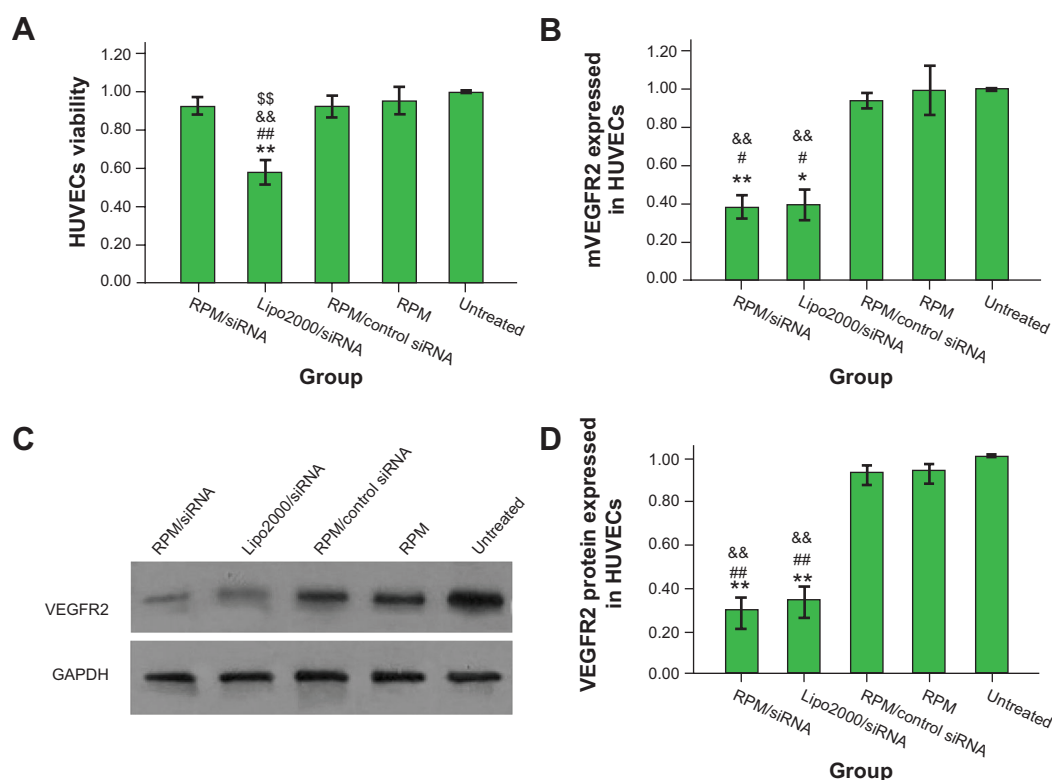 A
HUVECs viability
1.20
1.00
0.80
0.60
0.40
0.20
0.00
$$
&&
##
**
RPM/siRNA
Lipo2000/siRNA
RPM/control siRNA
RPM
Untreated
Group
B
mVEGFR2 expressed
in HUVECs
1.20
1.00
0.80
0.60
0.40
0.20
0.00
&&
#
**
&&
#
*
RPM/siRNA
Lipo2000/siRNA
RPM/control siRNA
RPM
Untreated
Group
C
RPM/siRNA
Lipo2000/siRNA
RPM/control siRNA
RPM
Untreated
VEGFR2
GAPDH
D
VEGFR2 protein expressed
in HUVECs
1.00
0.80
0.60
0.40
0.20
0.00
&&
##
**
&&
##
**
RPM/siRNA
Lipo2000/siRNA
RPM/control siRNA
RPM
Untreated
Group